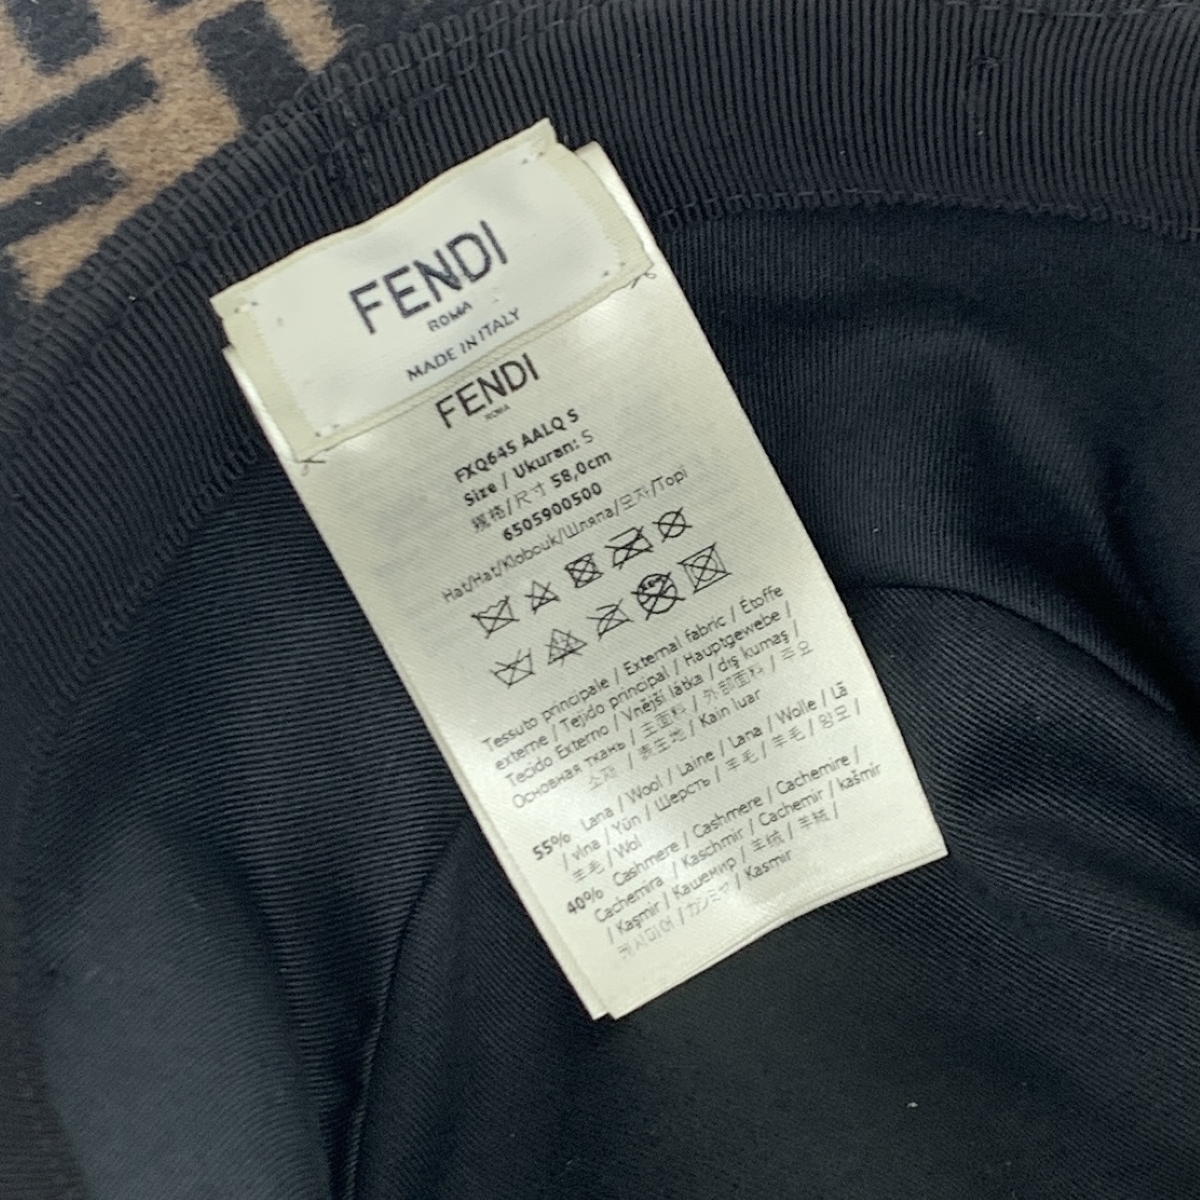 FENDI
ROMA
MADE IN ITALY
FENDI
ROMA
FXQ645 AALQ S
Size / Ukuran: S
規格/尺寸 58,0cm
6505900500
Hat/Hat/Klobouk/Шляпа/모자/Topi
Tessuto principale / External fabric / Étoffe
externe / Tejido principal / Hauptgewebe /
Tecido Externo / Vnější látka / dış kumaş /
Основная ткань / 主面料 / 外部面料 / 주요
소재 / 表生地 / Kain luar
55% Lana / Wool / Laine / Lana / Wolle / Lã
/ vlna / Yün / Шерсть / 羊毛 / 羊毛 / 양모 /
羊毛 / Wol
40% Cashmere / Cashmere / Cachemire /
Cachemira / Kaschmir / Cachemir / kašmír
/ Kaşmir / Кашемир / 羊绒 / 羊絨 /
캐시미어 / カシミヤ / Kasmir